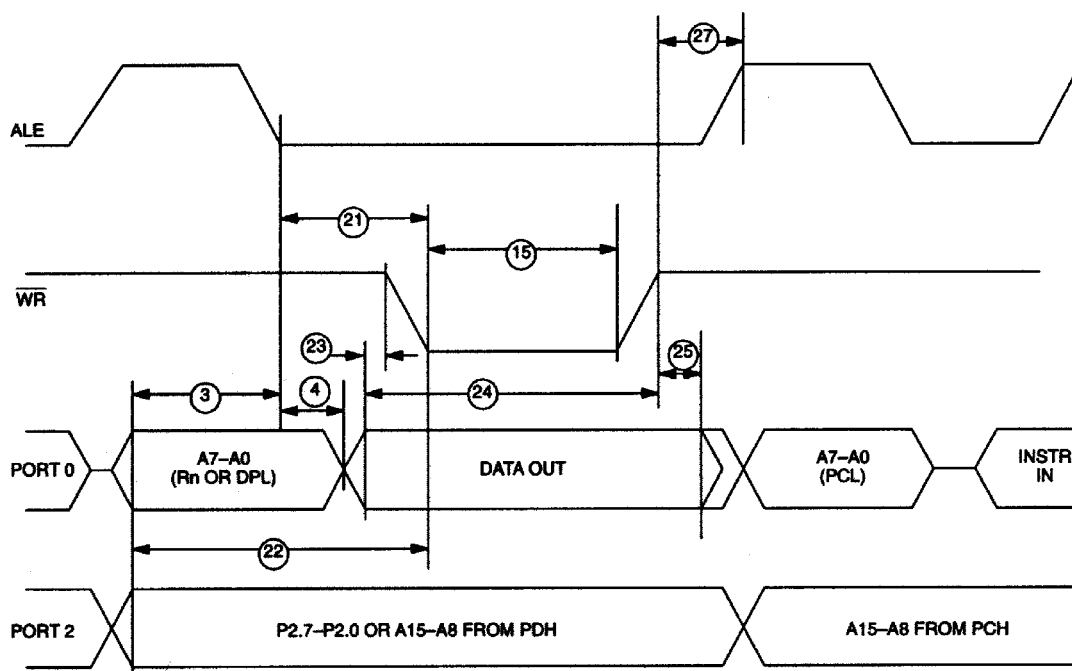 27
ALE
21
15
WR
23
25
3
4
24
PORT 0
A7–A0
(Rn OR DPL)
DATA OUT
A7–A0
(PCL)
INSTR
IN
22
PORT 2
P2.7–P2.0 OR A15–A8 FROM PDH
A15–A8 FROM PCH